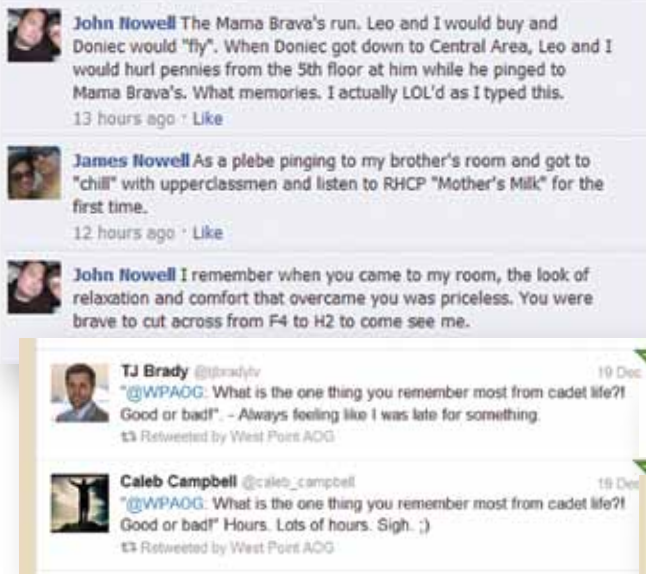 John Nowell The Mama Brava's run. Leo and I would buy and
Doniec would "fly". When Doniec got down to Central Area, Leo and I
would hurl pennies from the 5th floor at him while he pinged to
Mama Brava's. What memories. I actually LOL'd as I typed this.
13 hours ago · Like
James Nowell As a plebe pinging to my brother's room and got to
"chill" with upperclassmen and listen to RHCP "Mother's Milk" for the
first time.
12 hours ago · Like
John Nowell I remember when you came to my room, the look of
relaxation and comfort that overcame you was priceless. You were
brave to cut across from F4 to H2 to come see me.
TJ Brady @tjbradytv 19 Dec
"@WPAOG: What is the one thing you remember most from cadet life?!
Good or bad!". - Always feeling like I was late for something.
Retweeted by West Point AOG
Caleb Campbell @caleb_campbell 19 Dec
"@WPAOG: What is the one thing you remember most from cadet life?!
Good or bad!" Hours. Lots of hours. Sigh. ;)
Retweeted by West Point AOG